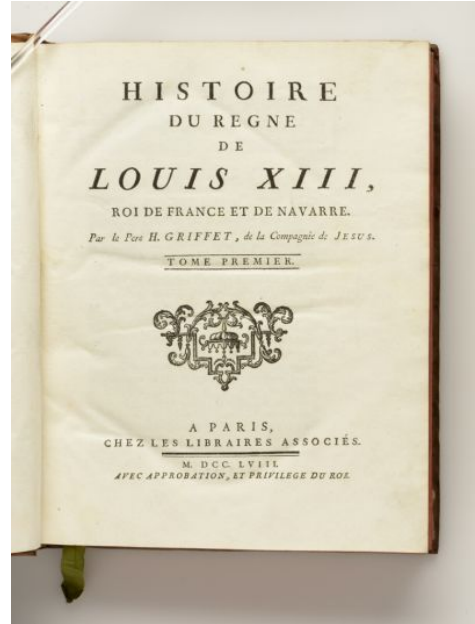 HISTOIRE
DU REGNE
DE
LOUIS XIII,
ROI DE FRANCE ET DE NAVARRE.
Par le Pere H. GRIFFET, de la Compagnie de JESUS.
TOME PREMIER.
A PARIS,
CHEZ LES LIBRAIRES ASSOCIÉS.
M. DCC. LVIII.
AVEC APPROBATION, ET PRIVILEGE DU ROI.